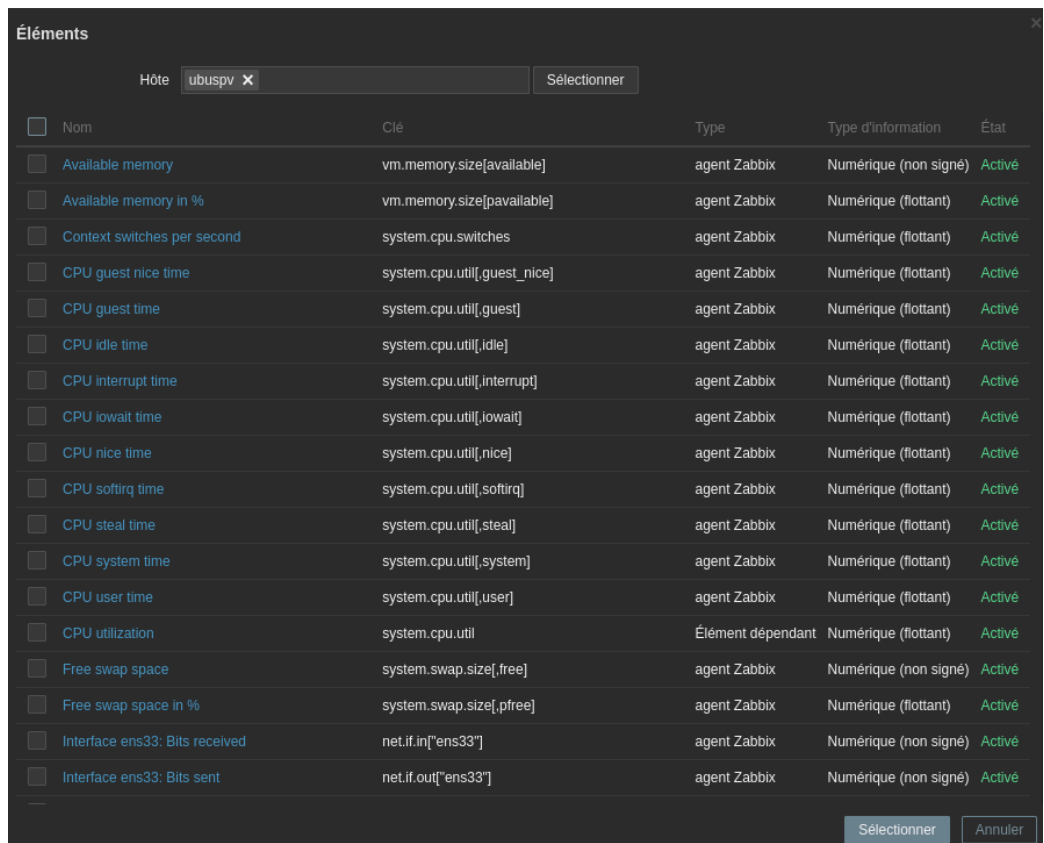 Éléments
Hôte ubuspv Sélectionner
Nom Clé Type Type d'information État
Available memory vm.memory.size[available] agent Zabbix Numérique (non signé) Activé
Available memory in % vm.memory.size[pavailable] agent Zabbix Numérique (flottant) Activé
Context switches per second system.cpu.switches agent Zabbix Numérique (flottant) Activé
CPU guest nice time system.cpu.util[,guest_nice] agent Zabbix Numérique (flottant) Activé
CPU guest time system.cpu.util[,guest] agent Zabbix Numérique (flottant) Activé
CPU idle time system.cpu.util[,idle] agent Zabbix Numérique (flottant) Activé
CPU interrupt time system.cpu.util[,interrupt] agent Zabbix Numérique (flottant) Activé
CPU iowait time system.cpu.util[,iowait] agent Zabbix Numérique (flottant) Activé
CPU nice time system.cpu.util[,nice] agent Zabbix Numérique (flottant) Activé
CPU softirq time system.cpu.util[,softirq] agent Zabbix Numérique (flottant) Activé
CPU steal time system.cpu.util[,steal] agent Zabbix Numérique (flottant) Activé
CPU system time system.cpu.util[,system] agent Zabbix Numérique (flottant) Activé
CPU user time system.cpu.util[,user] agent Zabbix Numérique (flottant) Activé
CPU utilization system.cpu.util Élément dépendant Numérique (flottant) Activé
Free swap space system.swap.size[,free] agent Zabbix Numérique (non signé) Activé
Free swap space in % system.swap.size[,pfree] agent Zabbix Numérique (flottant) Activé
Interface ens33: Bits received net.if.in["ens33"] agent Zabbix Numérique (non signé) Activé
Interface ens33: Bits sent net.if.out["ens33"] agent Zabbix Numérique (non signé) Activé
Sélectionner Annuler